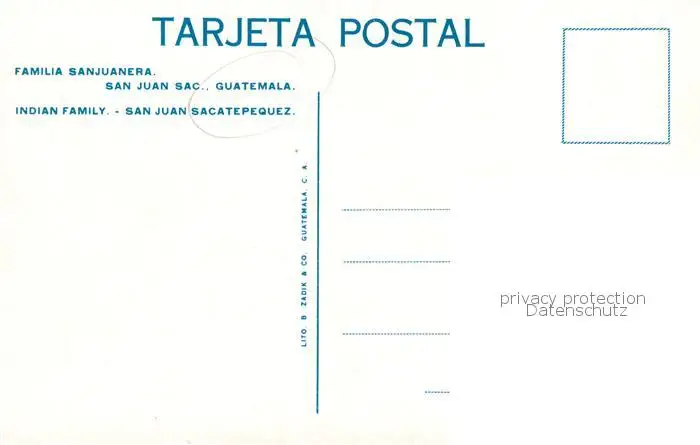 TARJETA POSTAL
FAMILIA SANJUANERA.
SAN JUAN SAC., GUATEMALA.
INDIAN FAMILY. - SAN JUAN SACATEPEQUEZ.
LITO. B ZADIK & CO. GUATEMALA, C. A.
privacy protection
Datenschutz